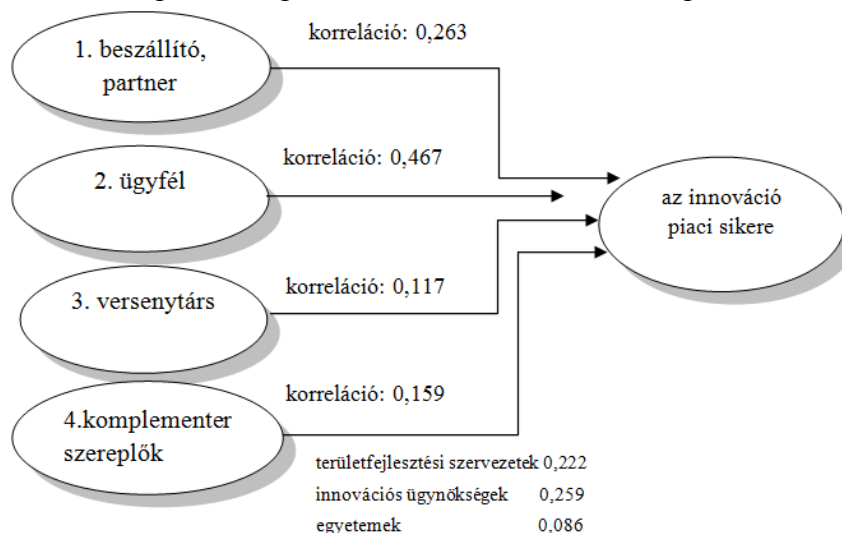 korreláció: 0,263
1. beszállító,
partner
korreláció: 0,467
2. ügyfél
az innováció
piaci sikere
korreláció: 0,117
3. versenytárs
korreláció: 0,159
4.komplementer
szereplők
területfejlesztési szervezetek 0,222
innovációs ügynökségek 0,259
egyetemek 0,086